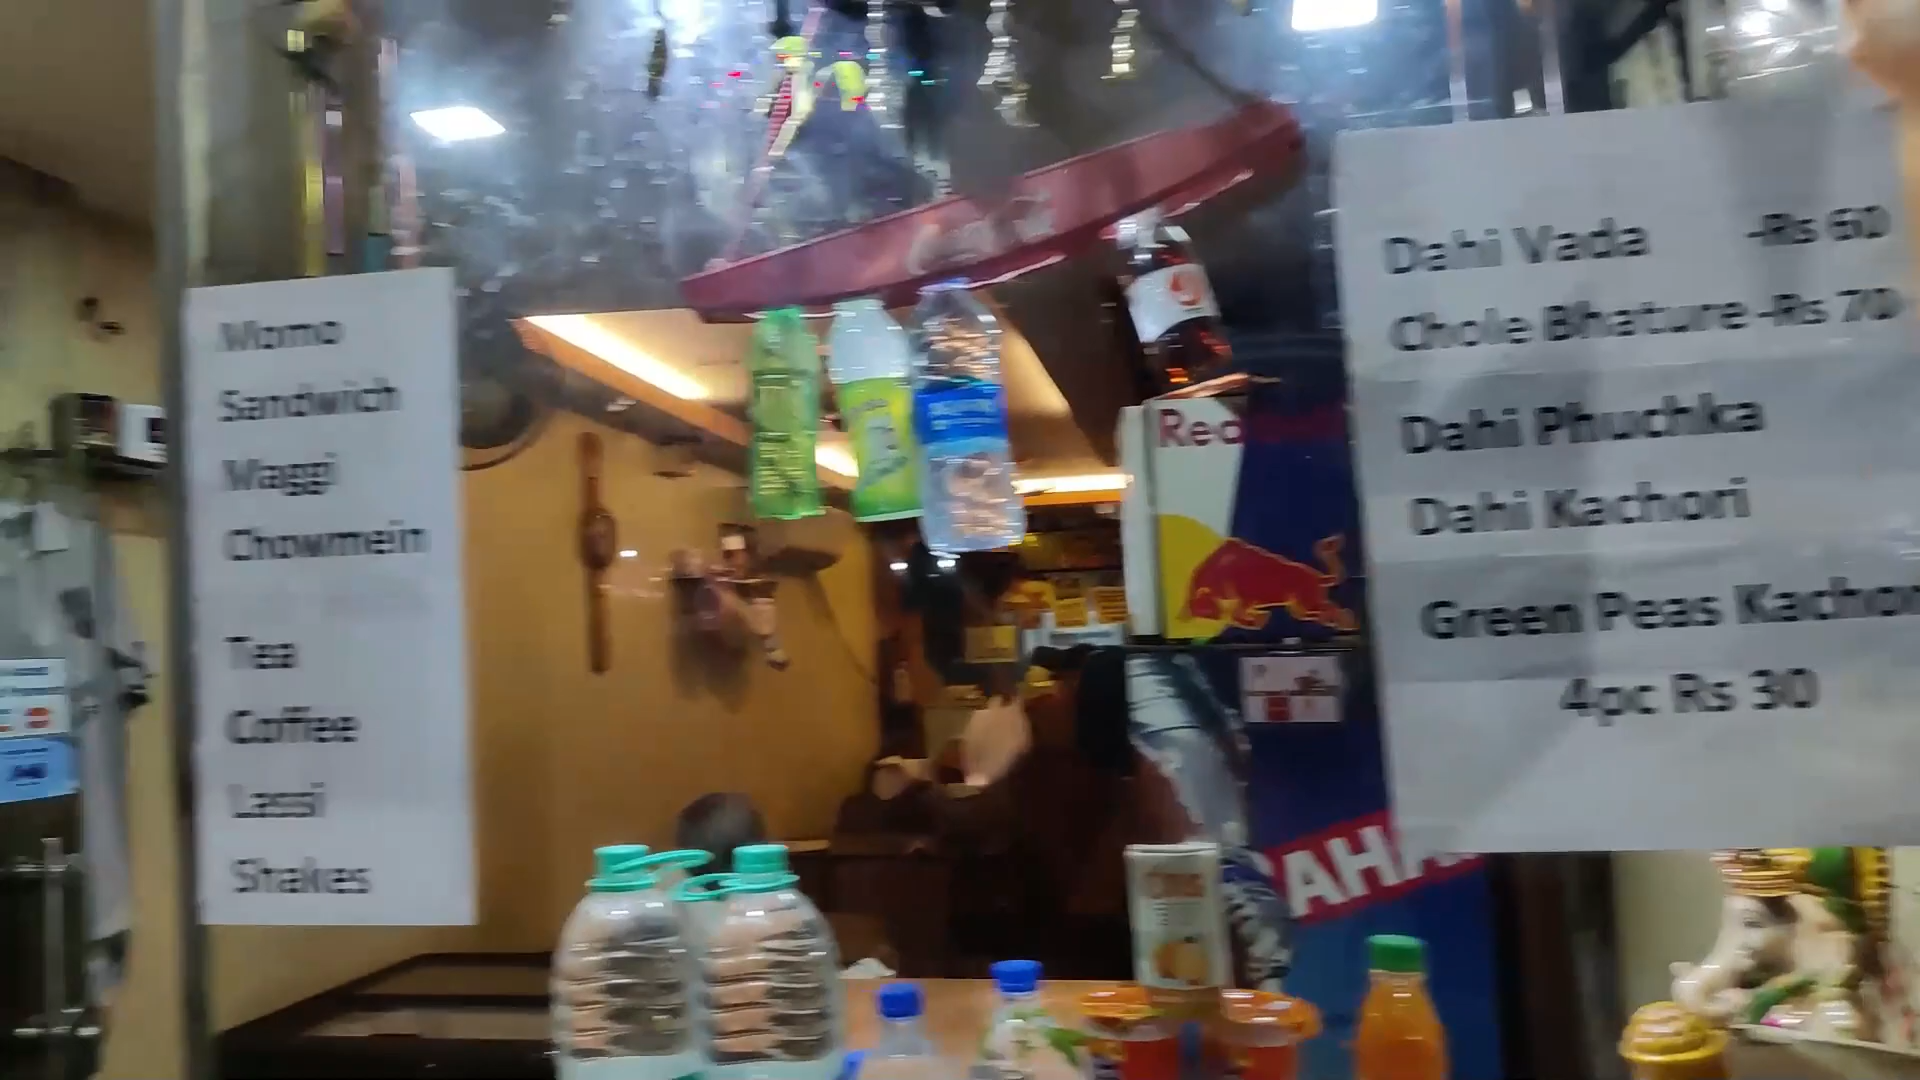 Momo
Sandwich
Maggi
Chowmein
Tea
Coffee
Lassi
Shakes
Dahi Vada -Rs 60
Chole Bhature -Rs 70
Dahi Phuchka
Dahi Kachori
Green Peas Kachori
4pc Rs 30
Red